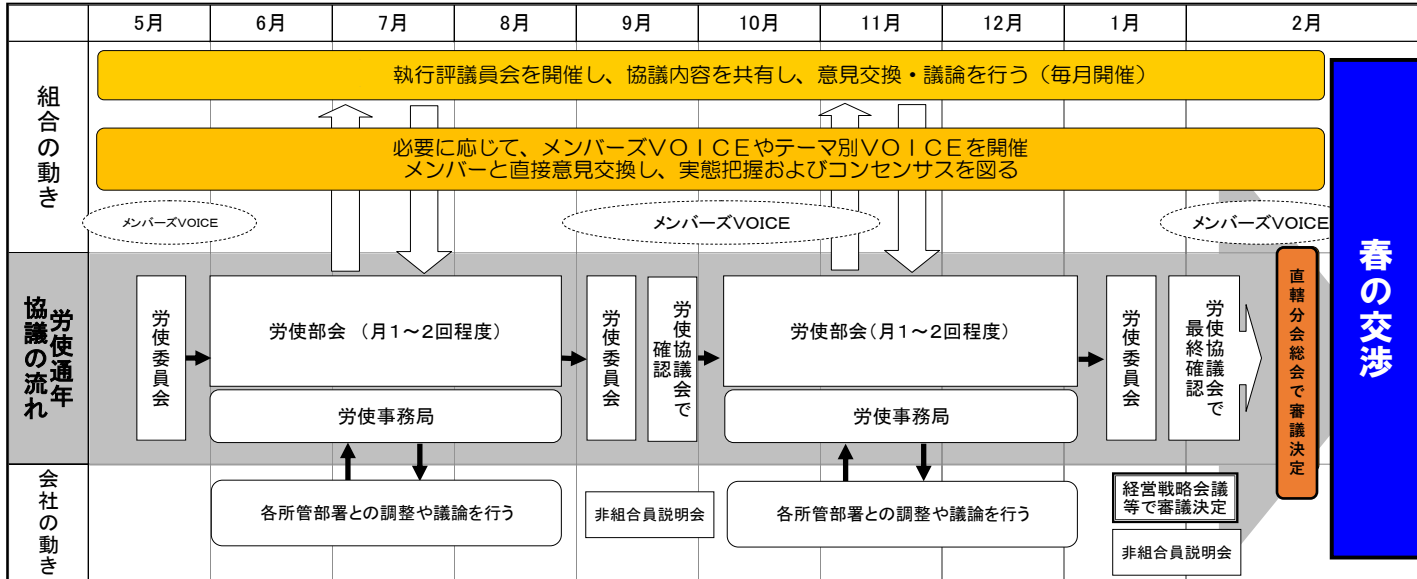 5月
6月
7月
8月
9月
10月
11月
12月
1月
2月
組合の動き
執行評議員会を開催し、協議内容を共有し、意見交換・議論を行う（毎月開催）
必要に応じて、メンバーズＶＯＩＣＥやテーマ別ＶＯＩＣＥを開催
メンバーと直接意見交換し、実態把握およびコンセンサスを図る
メンバーズVOICE
メンバーズVOICE
メンバーズVOICE
春の交渉
労使通年
協議の流れ
労使委員会
労使部会 （月１～２回程度）
労使事務局
労使委員会
労使協議会で
確認
労使部会（月１～２回程度）
労使事務局
労使委員会
労使協議会で
最終確認
直轄分会総会で審議決定
会社の動き
各所管部署との調整や議論を行う
非組合員説明会
各所管部署との調整や議論を行う
経営戦略会議
等で審議決定
非組合員説明会